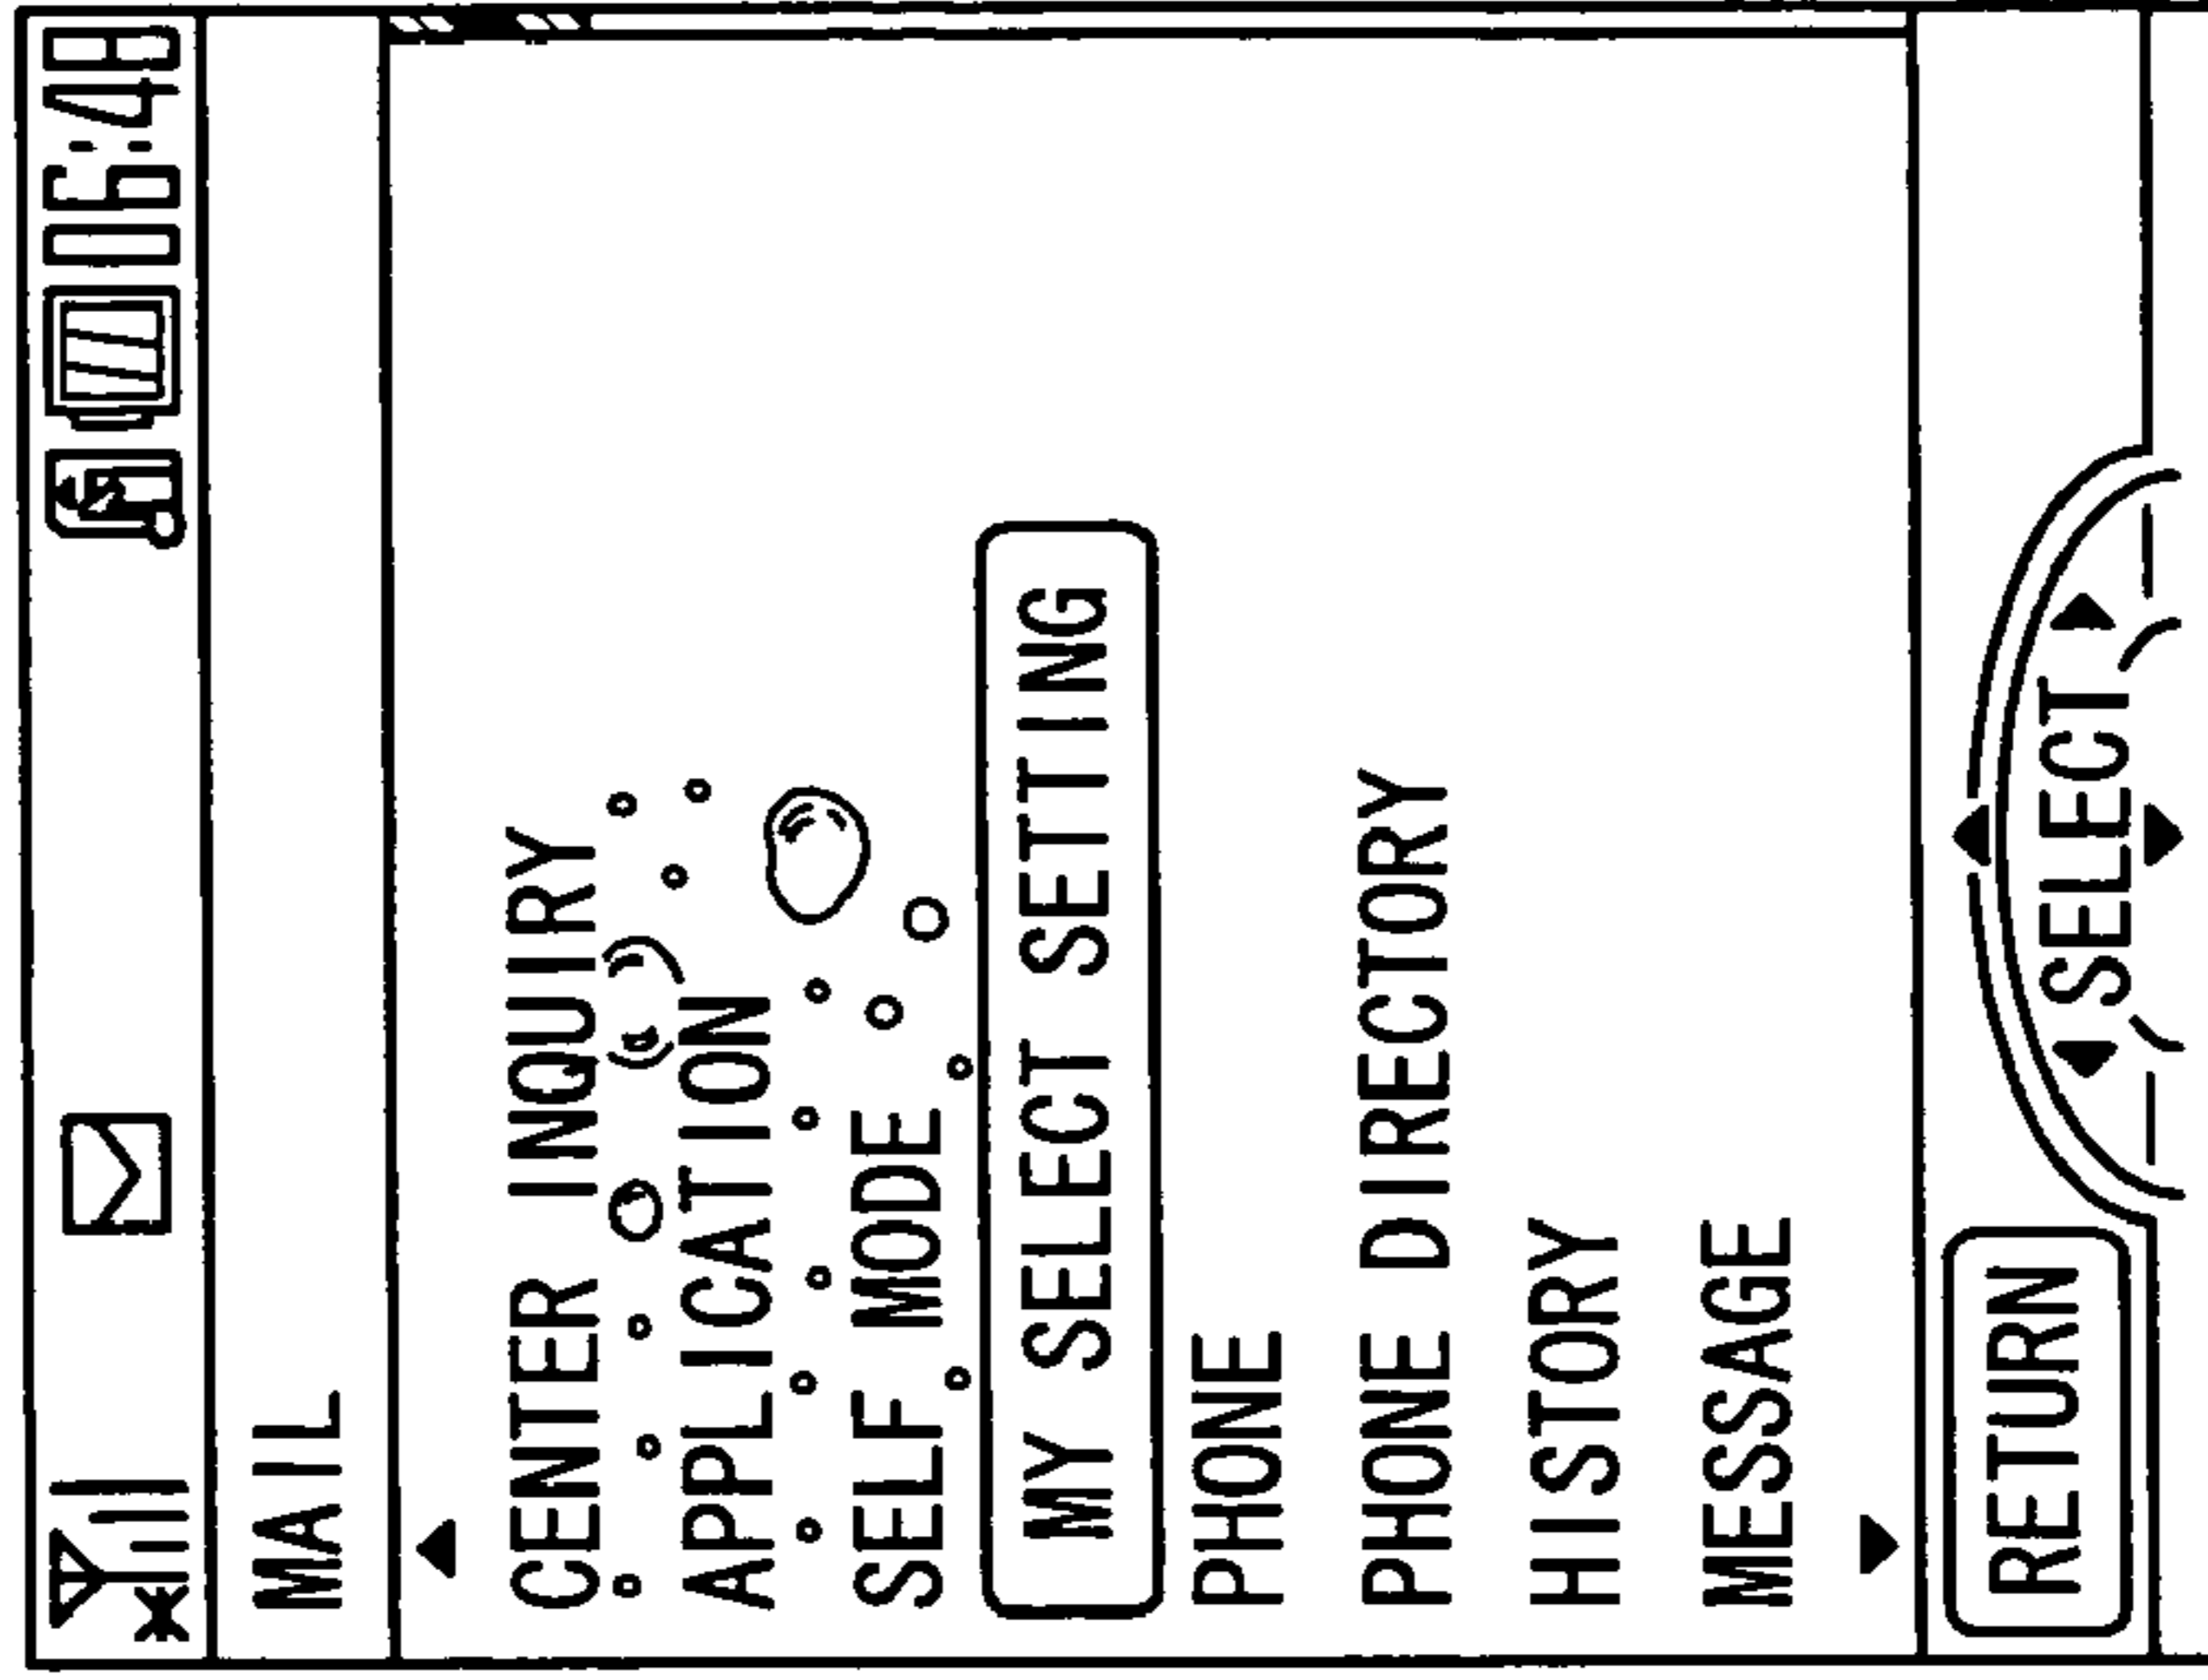 06:48
MAIL
CENTER INQUIRY
APPLICATION
SELF MODE
MY SELECT SETTING
PHONE
PHONE DIRECTORY
HISTORY
MESSAGE
RETURN
SELECT